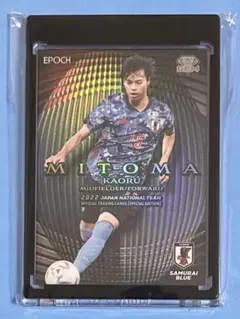 EPOCH
MITOMA
KAORU
MIDFIELDER/FORWARD
2022 JAPAN NATIONAL TEAM
OFFICIAL TRADING CARDS [SPECIAL EDITION]
SAMURAI
BLUE